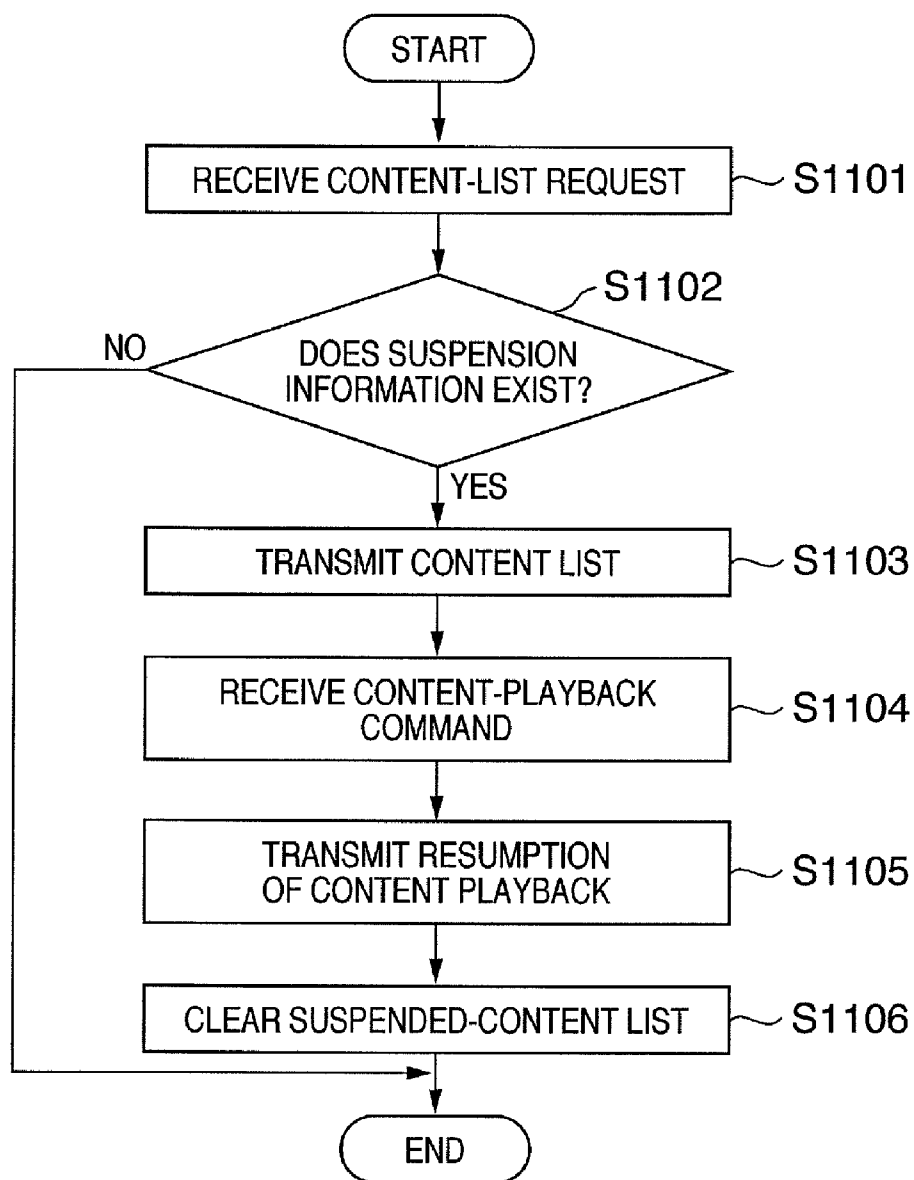 START
RECEIVE CONTENT-LIST REQUEST
S1101
S1102
DOES SUSPENSION
INFORMATION EXIST?
NO
YES
TRANSMIT CONTENT LIST
S1103
RECEIVE CONTENT-PLAYBACK
COMMAND
S1104
TRANSMIT RESUMPTION
OF CONTENT PLAYBACK
S1105
CLEAR SUSPENDED-CONTENT LIST
S1106
END